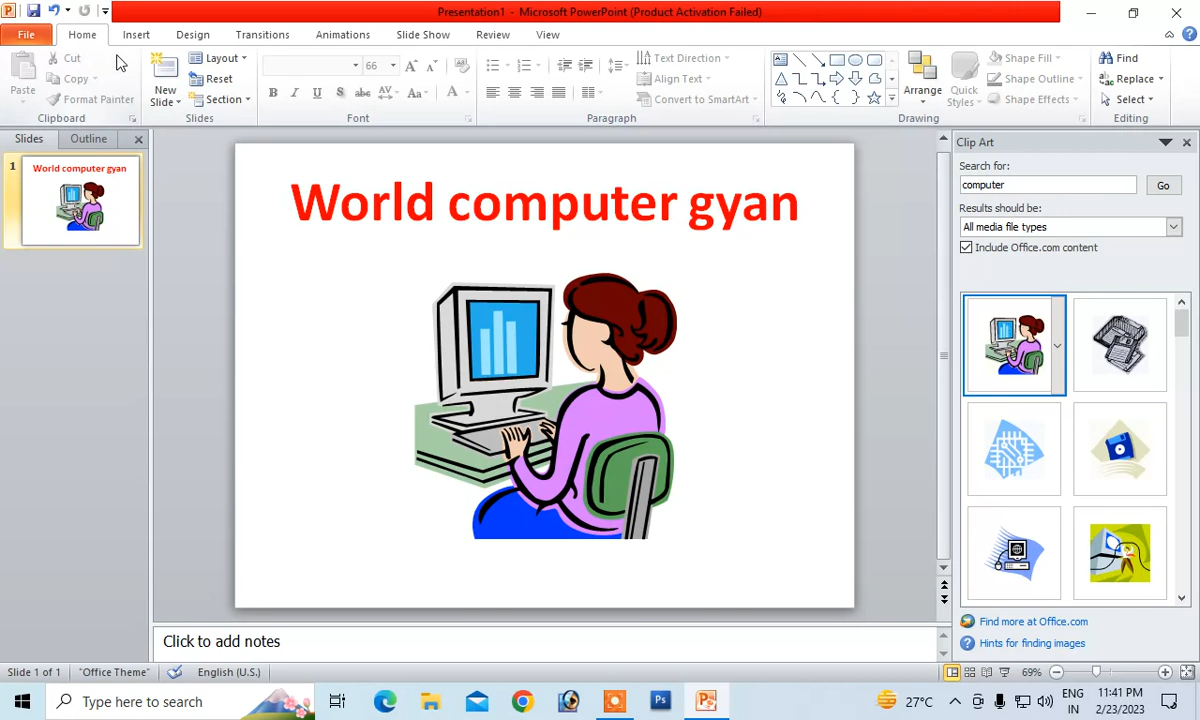 Presentation1 - Microsoft PowerPoint (Product Activation Failed)
File Home Insert Design Transitions Animations Slide Show Review View
Paste
Cut
Copy
Format Painter
Clipboard
New Slide
Layout
Reset
Section
Slides
66
Font
Text Direction
Align Text
Convert to SmartArt
Paragraph
Arrange
Quick Styles
Shape Fill
Shape Outline
Shape Effects
Drawing
Find
Replace
Select
Editing
Slides Outline
1
World computer gyan
World computer gyan
Clip Art
Search for:
computer Go
Results should be:
All media file types
Include Office.com content
Find more at Office.com
Hints for finding images
Click to add notes
Slide 1 of 1 "Office Theme" English (U.S.) 69%
Type here to search
Ps
27°C
ENG
IN
11:41 PM
2/23/2023